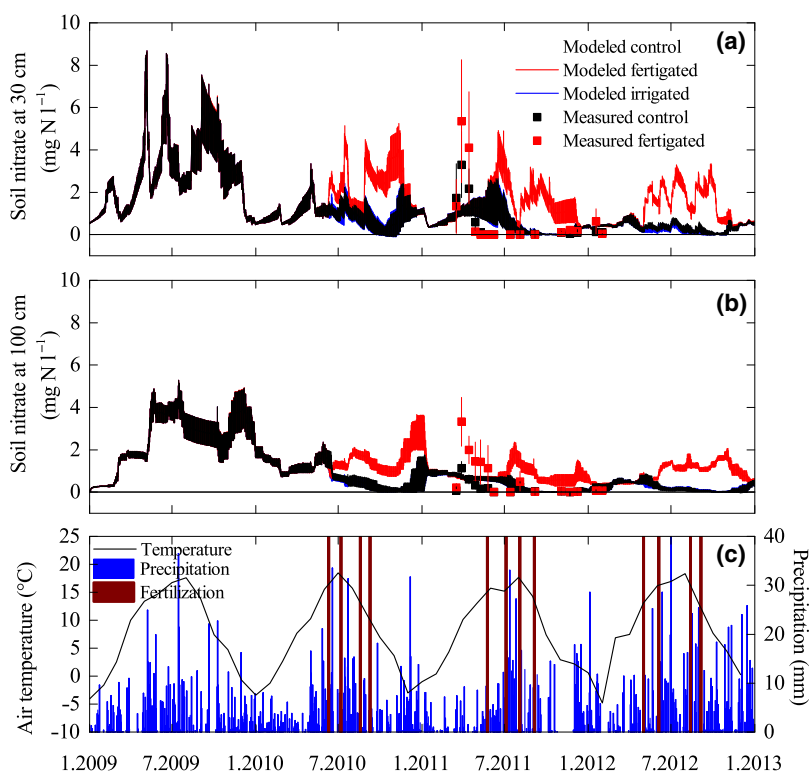 10
8
6
4
2
0
Soil nitrate at 30 cm
(mg N l⁻¹)
(a)
Modeled control
Modeled fertigated
Modeled irrigated
Measured control
Measured fertigated
10
8
6
4
2
0
Soil nitrate at 100 cm
(mg N l⁻¹)
(b)
25
20
15
10
5
0
-5
-10
Air temperature (°C)
Temperature
Precipitation
Fertilization
(c)
40
30
20
10
0
Precipitation (mm)
1.2009 7.2009 1.2010 7.2010 1.2011 7.2011 1.2012 7.2012 1.2013